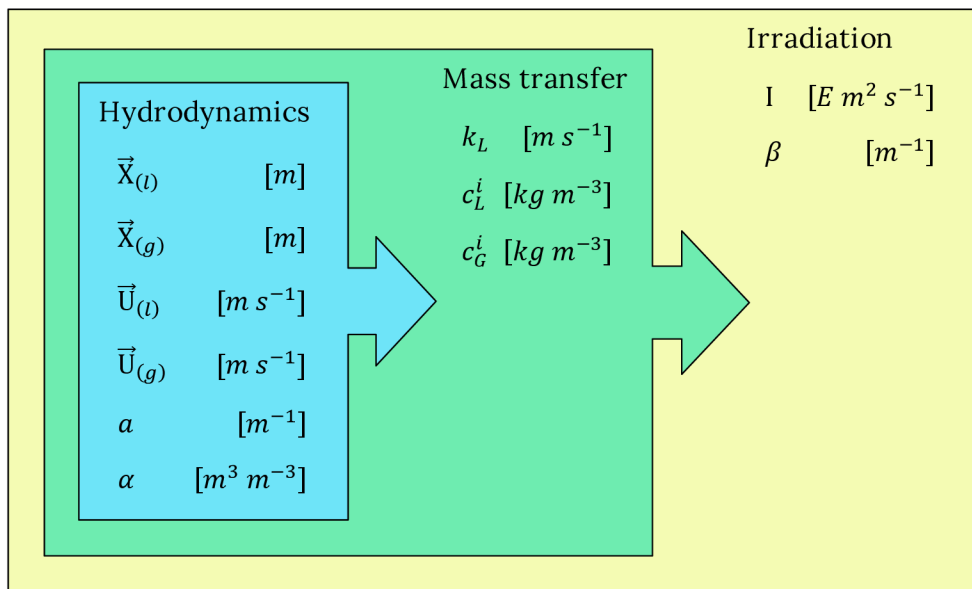 Hydrodynamics
X⃗(l) [m]
X⃗(g) [m]
U⃗(l) [m s⁻¹]
U⃗(g) [m s⁻¹]
a [m⁻¹]
α [m³ m⁻³]
Mass transfer
k_L [m s⁻¹]
c_L^i [kg m⁻³]
c_G^i [kg m⁻³]
Irradiation
I [E m² s⁻¹]
β [m⁻¹]